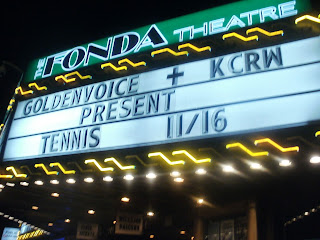 THE FONDA THEATRE
GOLDENVOICE + KCRW
PRESENT
TENNIS 11/16